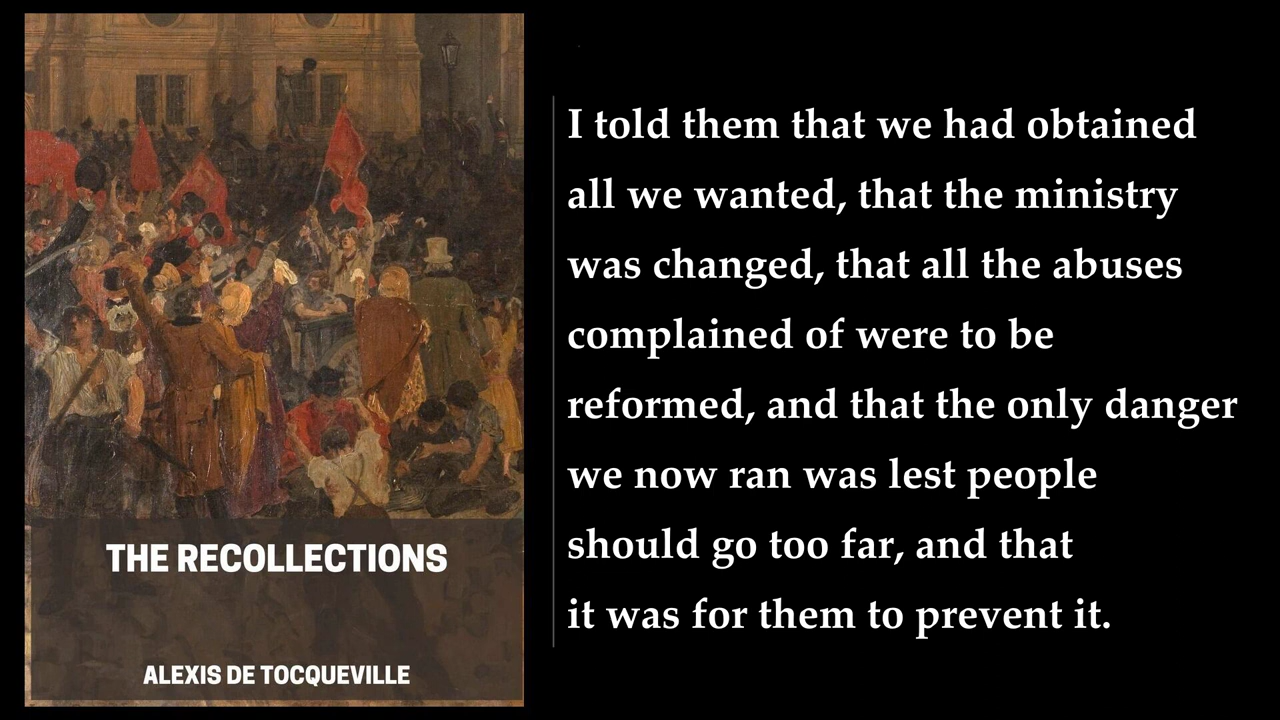 THE RECOLLECTIONS
ALEXIS DE TOCQUEVILLE
I told them that we had obtained
all we wanted, that the ministry
was changed, that all the abuses
complained of were to be
reformed, and that the only danger
we now ran was lest people
should go too far, and that
it was for them to prevent it.